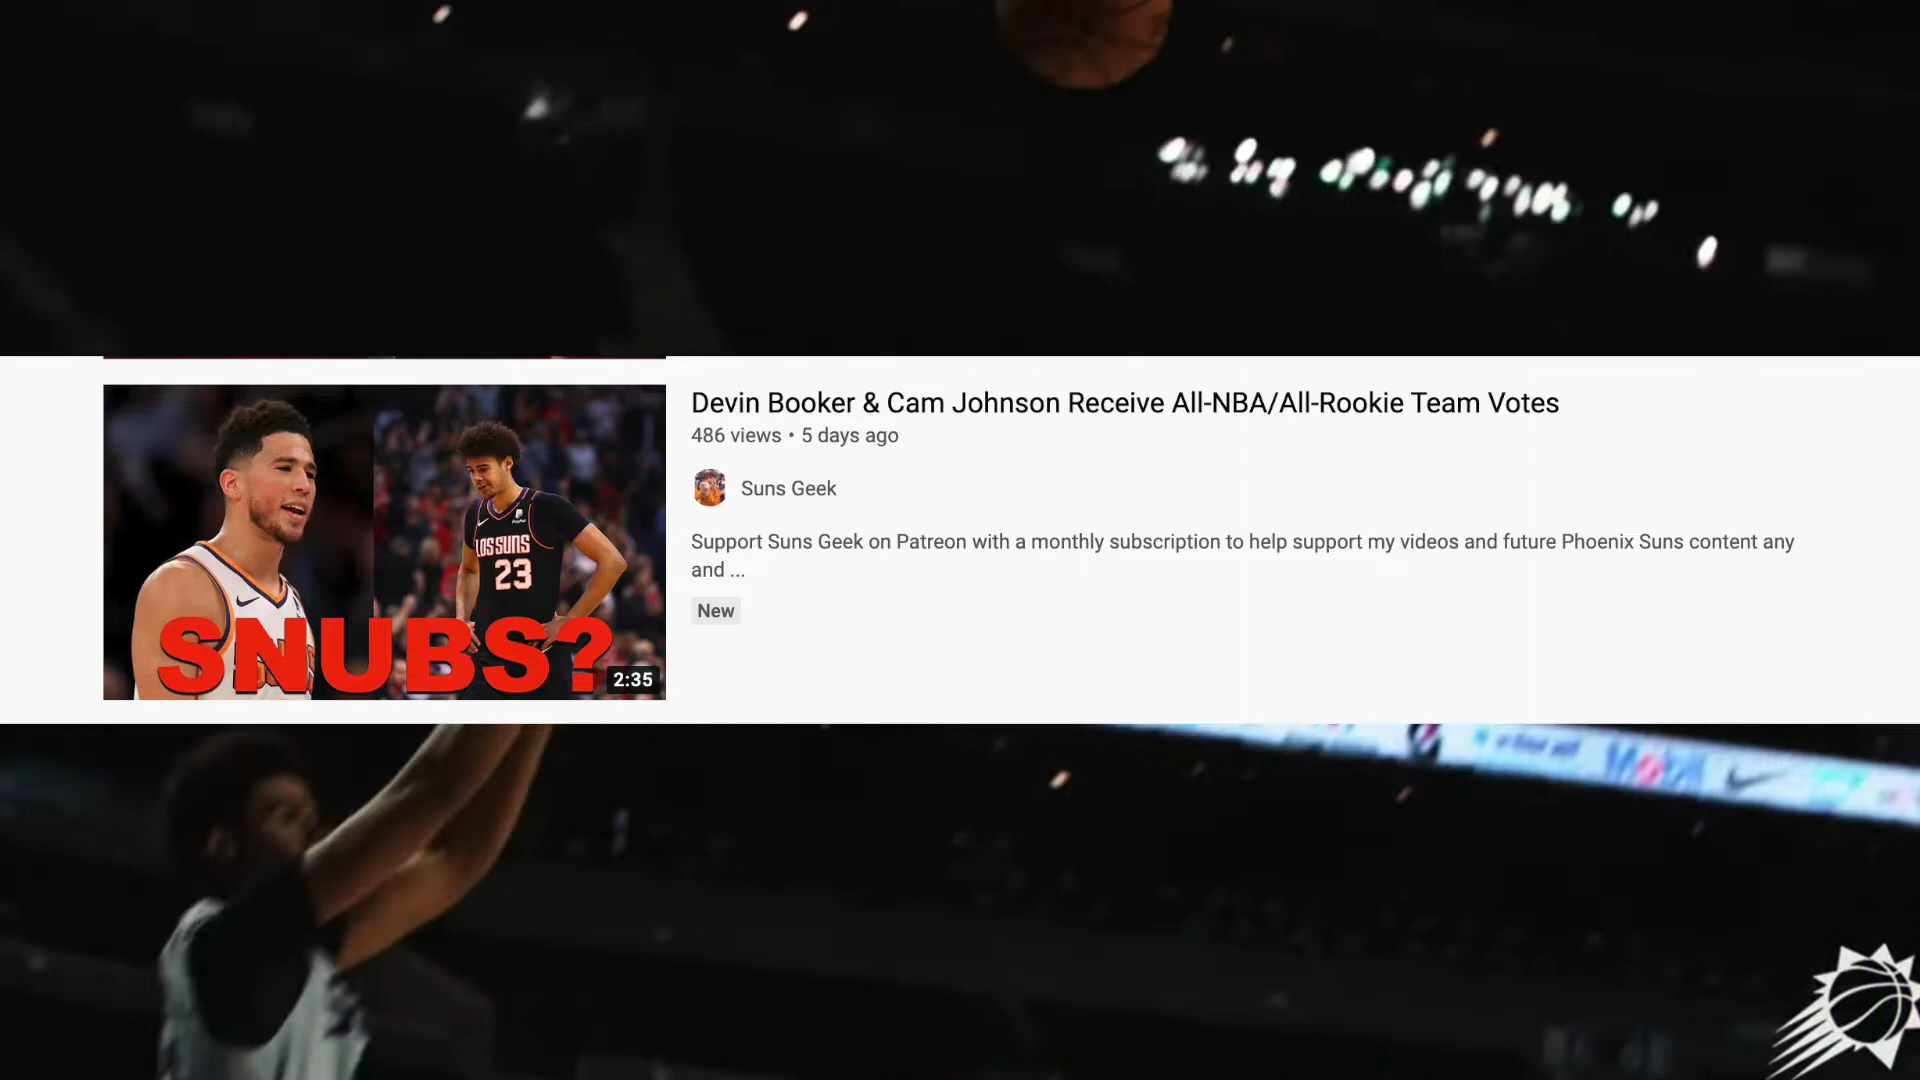 Devin Booker & Cam Johnson Receive All-NBA/All-Rookie Team Votes
486 views • 5 days ago
Suns Geek
Support Suns Geek on Patreon with a monthly subscription to help support my videos and future Phoenix Suns content any
and ...
New
LOS SUNS
23
SNUBS?
2:35